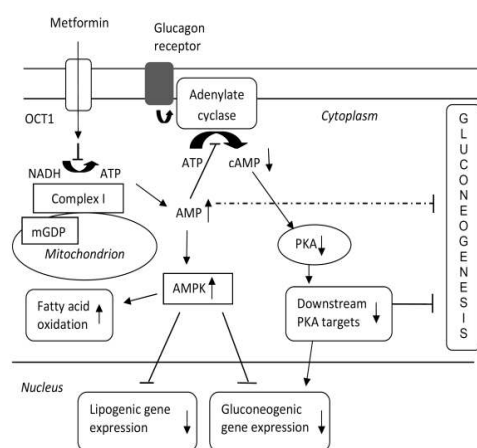 Metformin
Glucagon
receptor
OCT1
Adenylate
cyclase
Cytoplasm
NADH
ATP
ATP
cAMP
Complex I
mGDP
Mitochondrion
AMP
PKA
AMPK
Fatty acid
oxidation
Downstream
PKA targets
GLUCONEOGENESIS
Nucleus
Lipogenic gene
expression
Gluconeogenic
gene expression